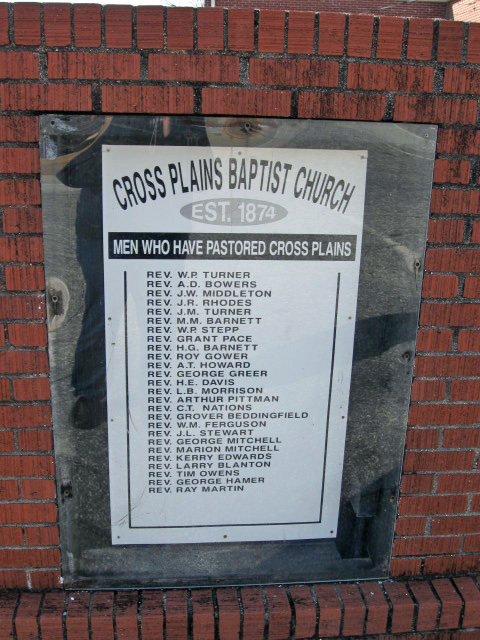 CROSS PLAINS BAPTIST CHURCH
EST. 1874
MEN WHO HAVE PASTORED CROSS PLAINS
REV. W.P. TURNER
REV. A.D. BOWERS
REV. J.W. MIDDLETON
REV. J.R. RHODES
REV. J.M. TURNER
REV. M.M. BARNETT
REV. W.P. STEPP
REV. GRANT PACE
REV. H.G. BARNETT
REV. ROY GOWER
REV. A.T. HOWARD
REV. GEORGE GREER
REV. H.E. DAVIS
REV. L.B. MORRISON
REV. ARTHUR PITTMAN
REV. C.T. NATIONS
REV. GROVER BEDDINGFIELD
REV. W.M. FERGUSON
REV. J.L. STEWART
REV. GEORGE MITCHELL
REV. MARION MITCHELL
REV. KERRY EDWARDS
REV. LARRY BLANTON
REV. TIM OWENS
REV. GEORGE HAMER
REV. RAY MARTIN